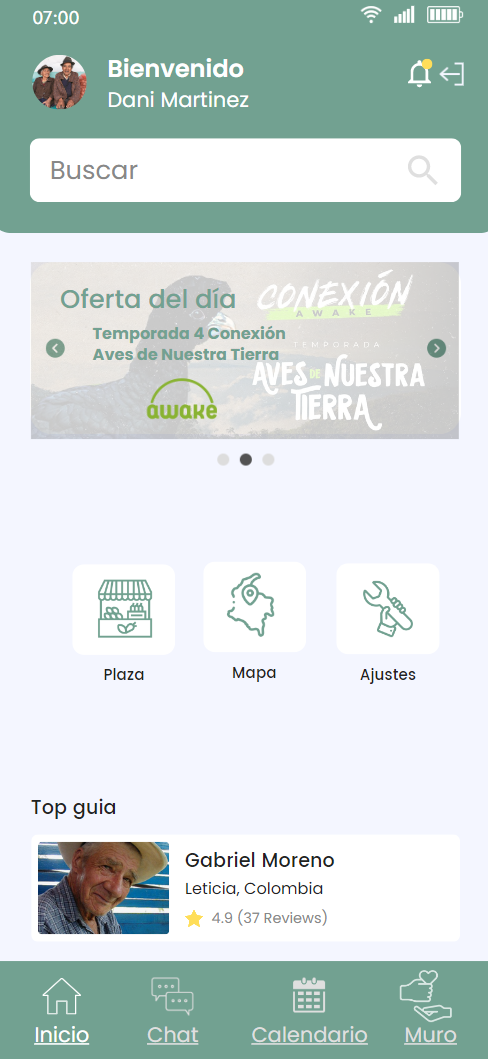 07:00
Bienvenido
Dani Martinez
Buscar
Oferta del día
Temporada 4 Conexión
Aves de Nuestra Tierra
awake
CONEXIÓN
AWAKE
TEMPORADA
AVES DE NUESTRA
TIERRA
Plaza
Mapa
Ajustes
Top guia
Gabriel Moreno
Leticia, Colombia
4.9 (37 Reviews)
Inicio
Chat
Calendario
Muro